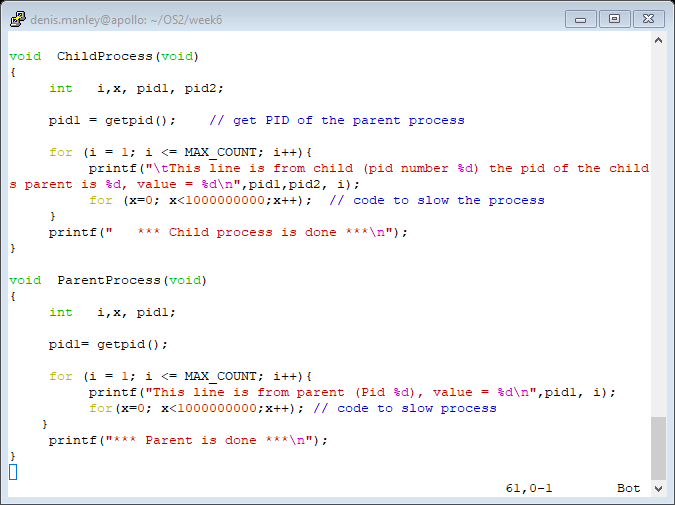 denis.manley@apollo: ~/OS2/week6
void  ChildProcess(void)
{
     int   i,x, pid1, pid2;
     pid1 = getpid();    // get PID of the parent process
     for (i = 1; i <= MAX_COUNT; i++){
          printf("\tThis line is from child (pid number %d) the pid of the child
s parent is %d, value = %d\n",pid1,pid2, i);
          for (x=0; x<1000000000;x++);  // code to slow the process
     }
     printf("   *** Child process is done ***\n");
}
void  ParentProcess(void)
{
     int   i,x, pid1;
     pid1= getpid();
     for (i = 1; i <= MAX_COUNT; i++){
          printf("This line is from parent (Pid %d), value = %d\n",pid1, i);
          for(x=0; x<1000000000;x++); // code to slow process
    }
     printf("*** Parent is done ***\n");
}
61,0-1        Bot